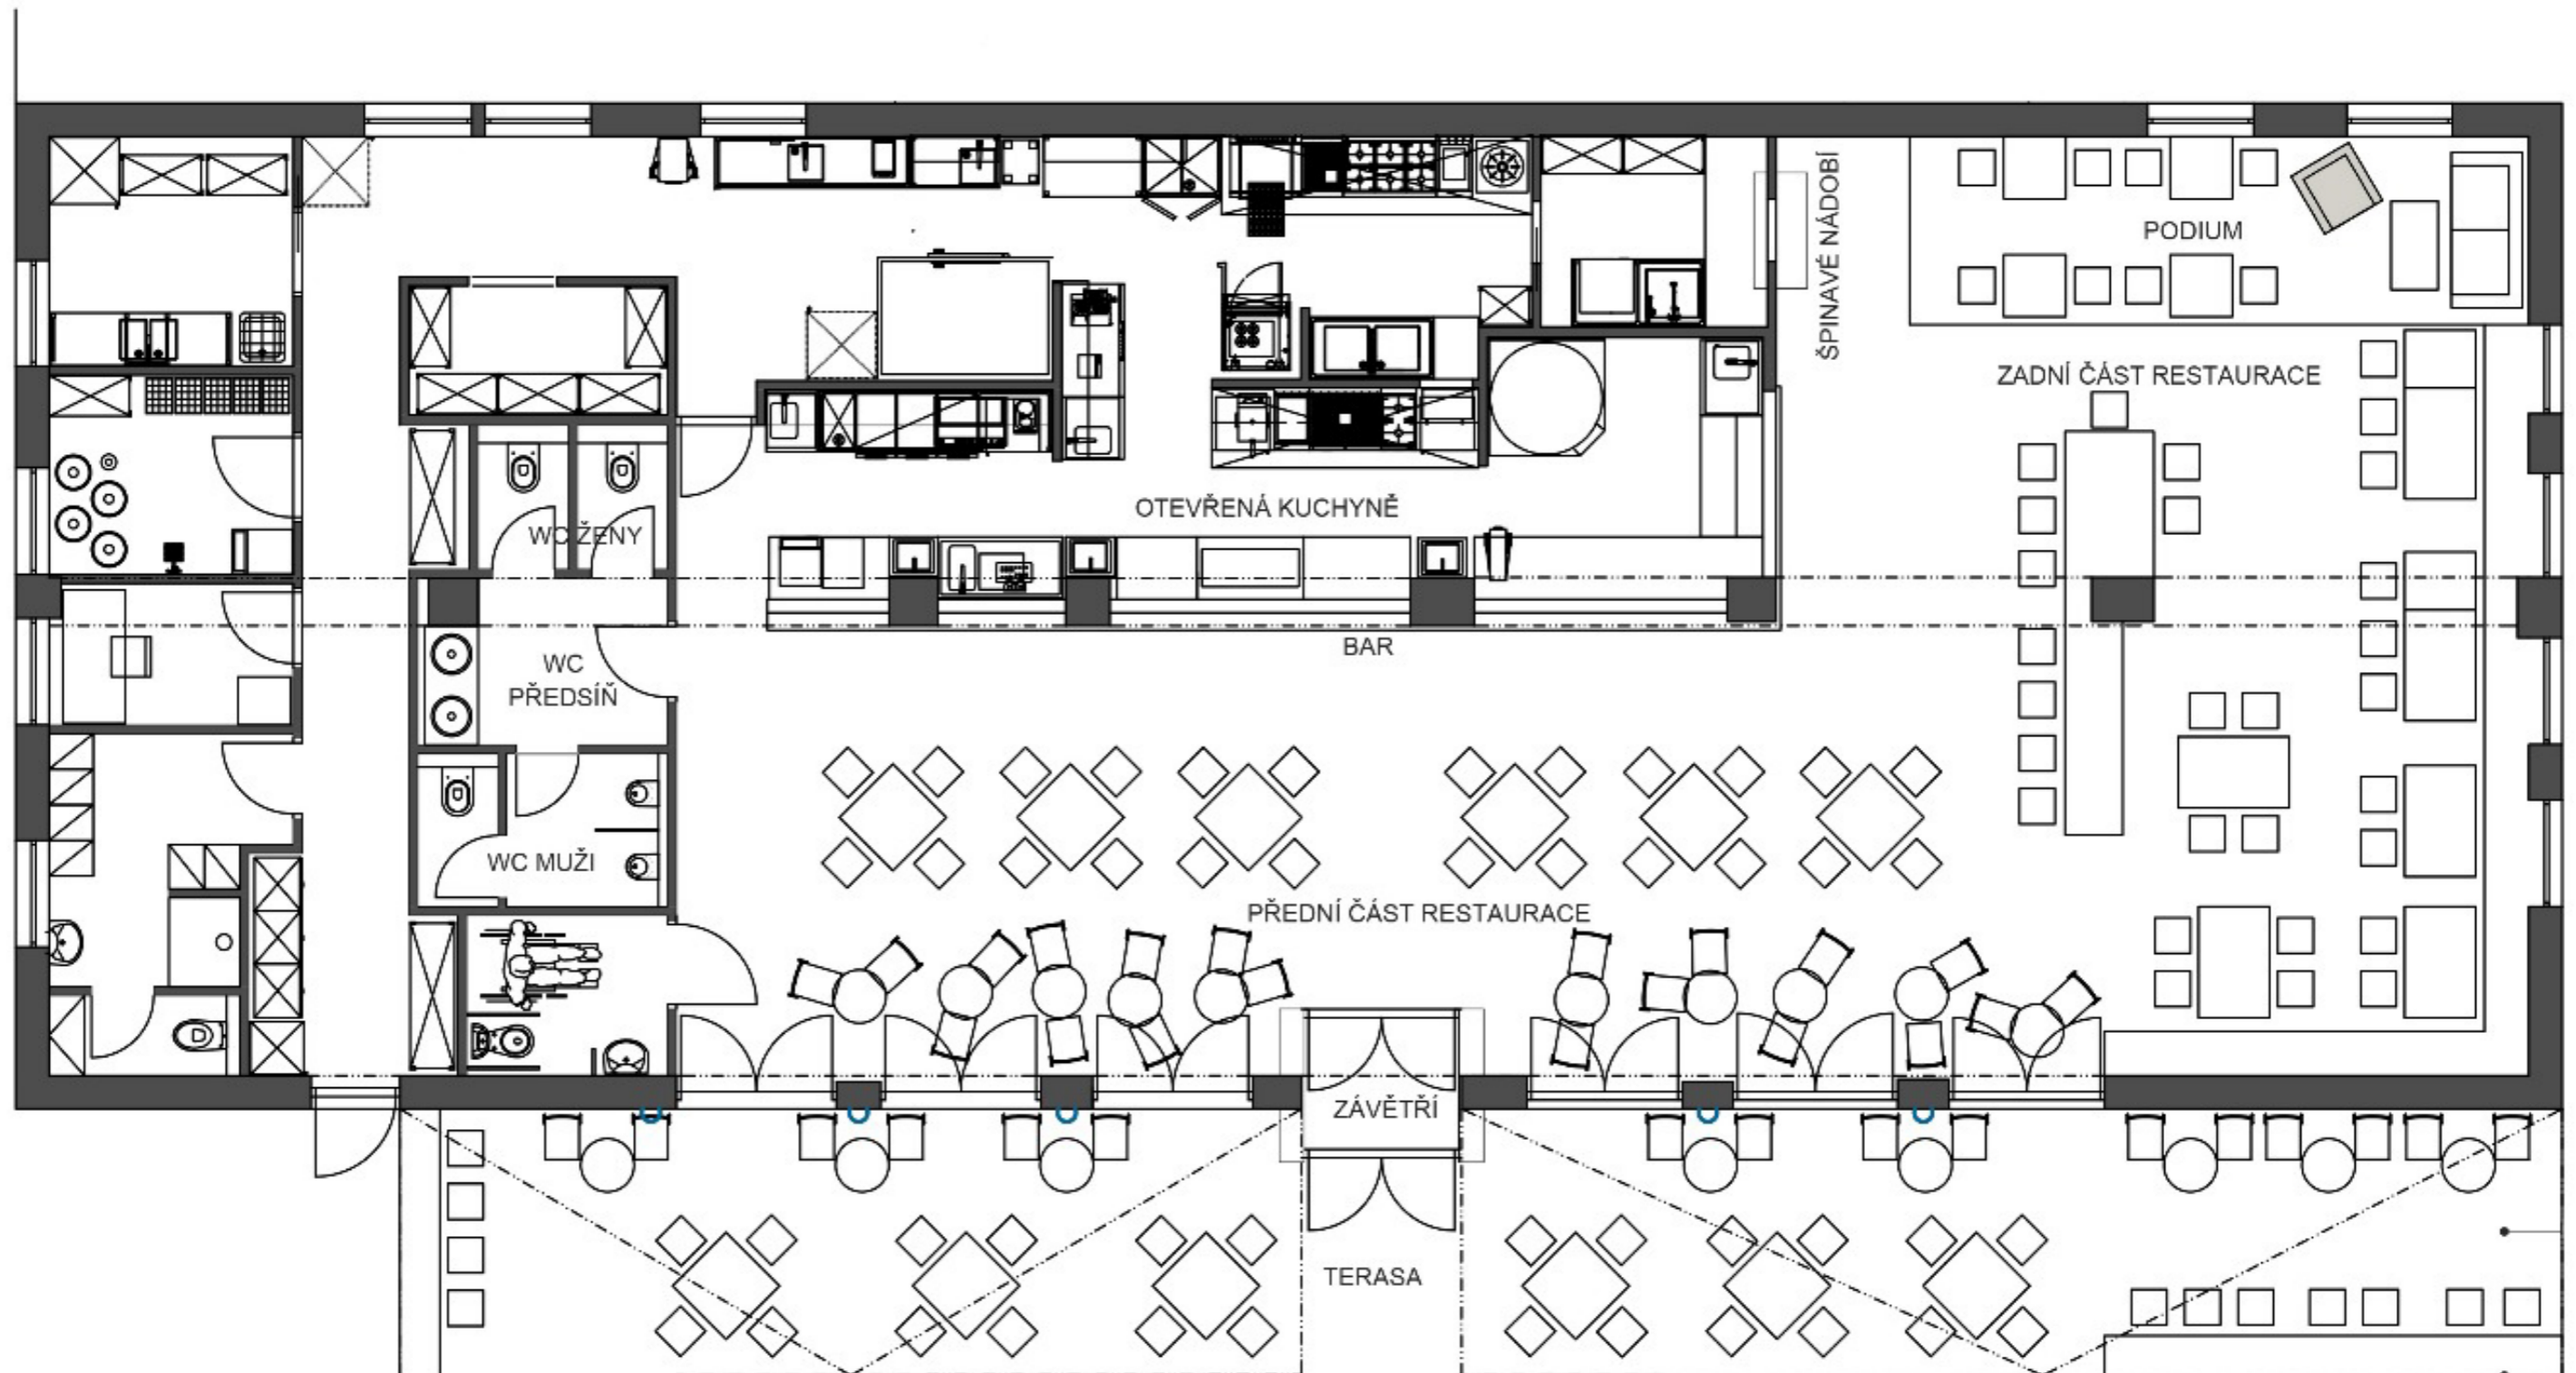 ŠPINAVÉ NÁDOBÍ
PODIUM
ZADNÍ ČÁST RESTAURACE
OTEVŘENÁ KUCHYNĚ
WC ŽENY
BAR
WC
PŘEDSÍŇ
WC MUŽI
PŘEDNÍ ČÁST RESTAURACE
ZÁVĚTŘÍ
TERASA